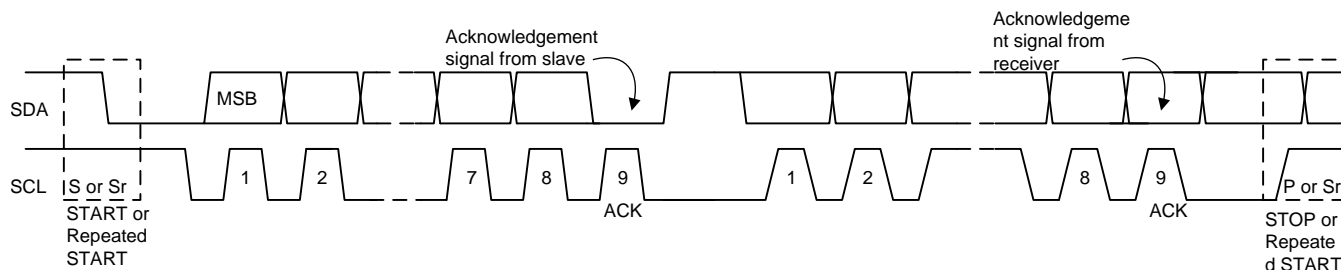 Acknowledgement
signal from slave
Acknowledgeme
nt signal from
receiver
SDA
MSB
SCL
S or Sr
1
2
7
8
9
1
2
8
9
P or Sr
ACK
ACK
START or
Repeated
START
STOP or
Repeate
d START